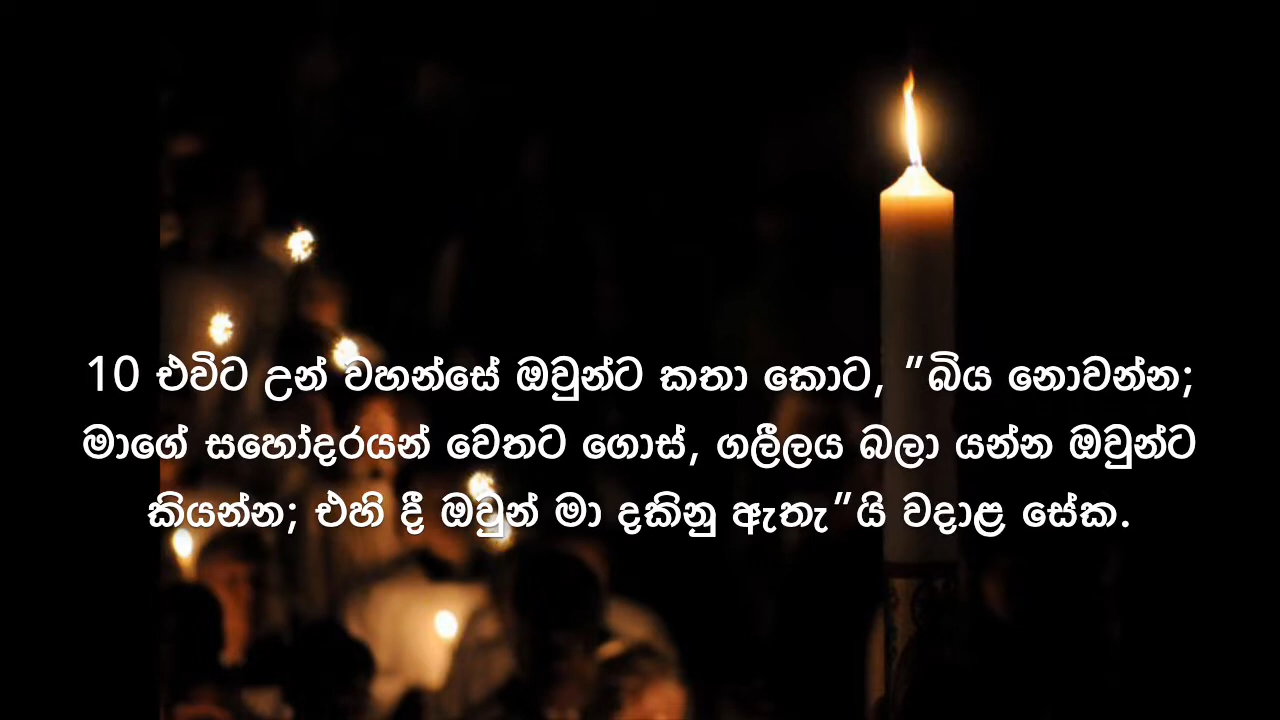 10 එවිට උන් වහන්සේ ඔවුන්ට කතා කොට, "බිය නොවන්න;
මාගේ සහෝදරයන් වෙතට ගොස්, ගලීලය බලා යන්න ඔවුන්ට
කියන්න; එහි දී ඔවුන් මා දකිනු ඇතැ"යි වදාළ සේක.